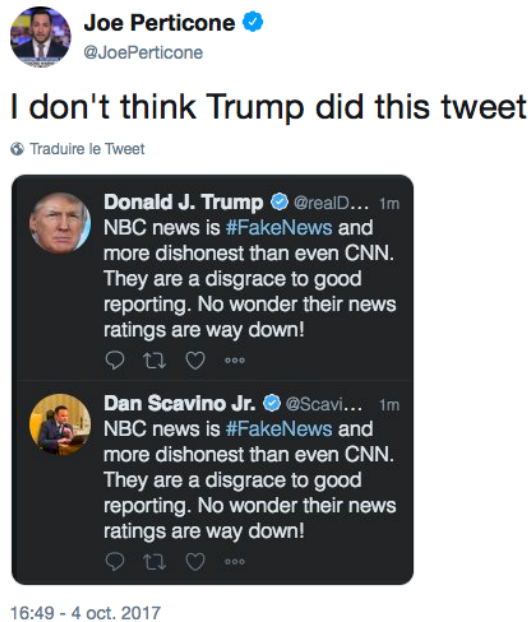 Joe Perticone
@JoePerticone
I don't think Trump did this tweet
Traduire le Tweet
Donald J. Trump @realD... 1m
NBC news is #FakeNews and
more dishonest than even CNN.
They are a disgrace to good
reporting. No wonder their news
ratings are way down!
Dan Scavino Jr. @Scavi... 1m
NBC news is #FakeNews and
more dishonest than even CNN.
They are a disgrace to good
reporting. No wonder their news
ratings are way down!
16:49 - 4 oct. 2017